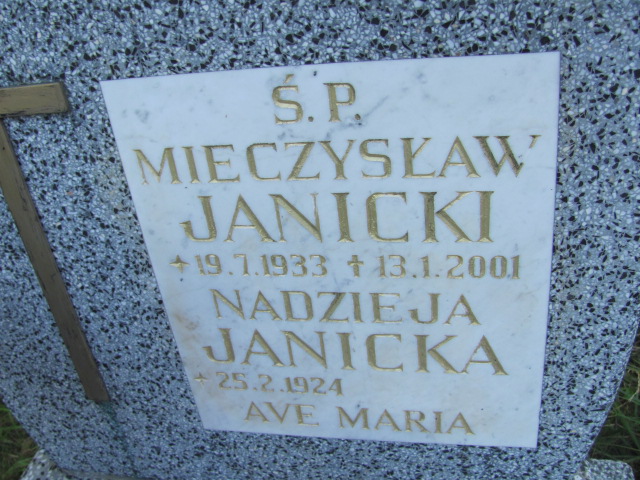 Ś.P.
MIECZYSŁAW
JANICKI
+19.7.1933 ✝ 13.1.2001
NADZIEJA
JANICKA
+ 25.2.1924
AVE MARIA